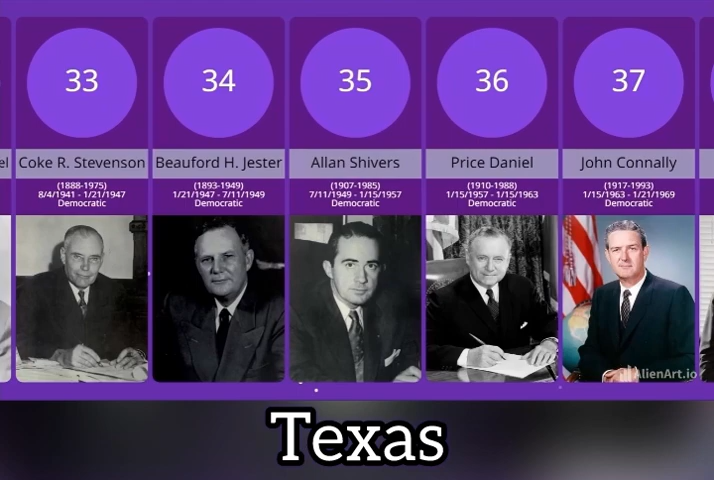 33
34
35
36
37
el
Coke R. Stevenson
Beauford H. Jester
Allan Shivers
Price Daniel
John Connally
(1888-1975)
8/4/1941 - 1/21/1947
Democratic
(1893-1949)
1/21/1947 - 7/11/1949
Democratic
(1907-1985)
7/11/1949 - 1/15/1957
Democratic
(1910-1988)
1/15/1957 - 1/15/1963
Democratic
(1917-1993)
1/15/1963 - 1/21/1969
Democratic
AlienArt.io
Texas